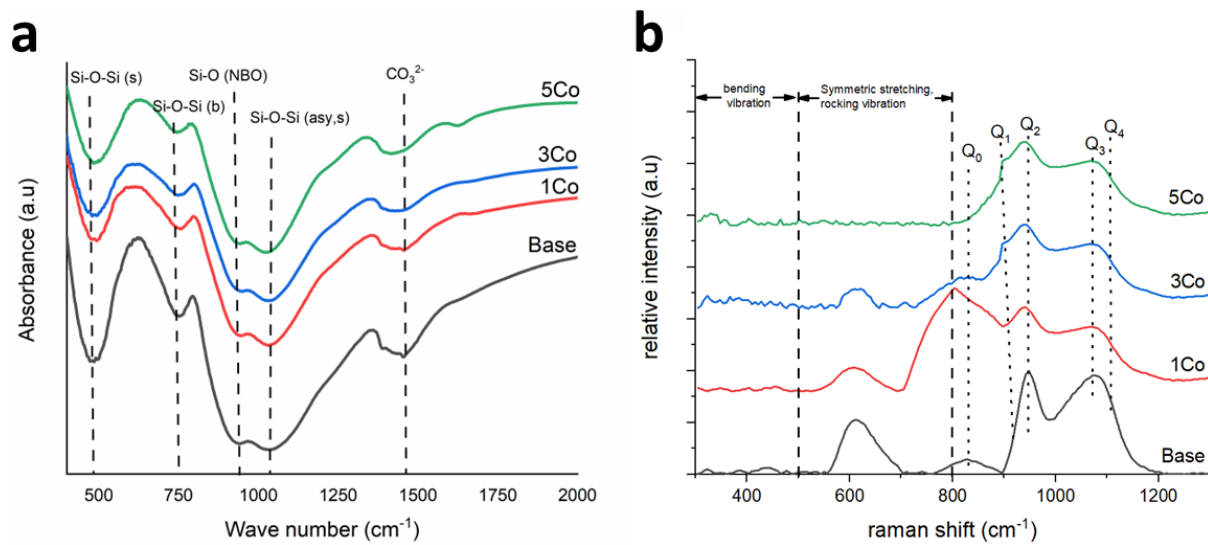 a
Si-O-Si (s)
Si-O-Si (b)
Si-O (NBO)
Si-O-Si (asy,s)
CO₃²⁻
5Co
3Co
1Co
Base
Absorbance (a.u)
500
750
1000
1250
1500
1750
2000
Wave number (cm⁻¹)
b
bending
vibration
Symmetric stretching,
rocking vibration
Q₀
Q₁
Q₂
Q₃
Q₄
5Co
3Co
1Co
Base
relative intensity (a.u)
400
600
800
1000
1200
raman shift (cm⁻¹)